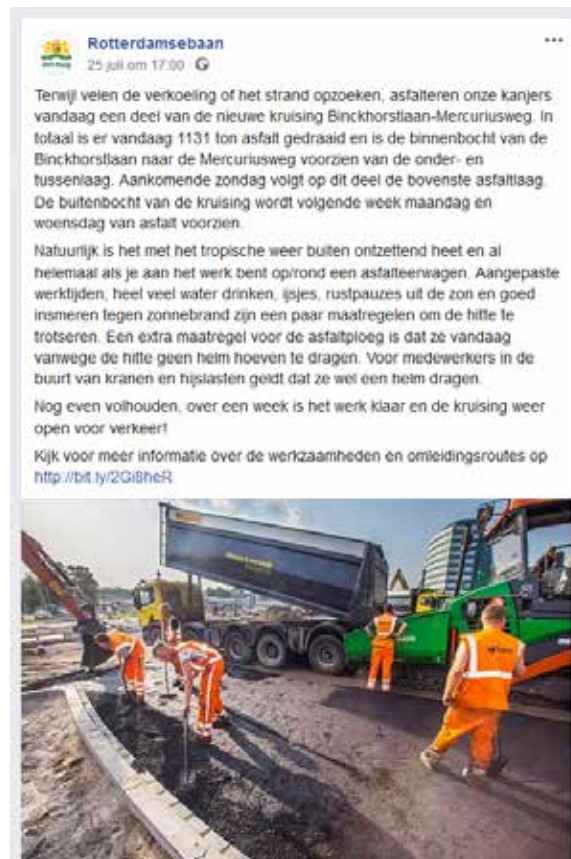 Rotterdamsebaan
25 juli om 17:00
Terwijl velen de verkoeling of het strand opzoeken, asfalteren onze kanjers
vandaag een deel van de nieuwe kruising Binckhorstlaan-Mercuriusweg. In
totaal is er vandaag 1131 ton asfalt gedraaid en is de binnenbocht van de
Binckhorstlaan naar de Mercuriusweg voorzien van de onder- en
tussenlaag. Aankomende zondag volgt op dit deel de bovenste asfaltlaag.
De buitenbocht van de kruising wordt volgende week maandag en
woensdag van asfalt voorzien.
Natuurlijk is het met het tropische weer buiten ontzettend heet en al
helemaal als je aan het werk bent op/rond een asfalteerwagen. Aangepaste
werktijden, heel veel water drinken, ijsjes, rustpauzes uit de zon en goed
insmeren tegen zonnebrand zijn een paar maatregelen om de hitte te
trotseren. Een extra maatregel voor de asfaltploeg is dat ze vandaag
vanwege de hitte geen helm hoeven te dragen. Voor medewerkers in de
buurt van kranen en hijslasten geldt dat ze wel een helm dragen.
Nog even volhouden, over een week is het werk klaar en de kruising weer
open voor verkeer!
Kijk voor meer informatie over de werkzaamheden en omleidingsroutes op
http://bit.ly/2Gi8heR